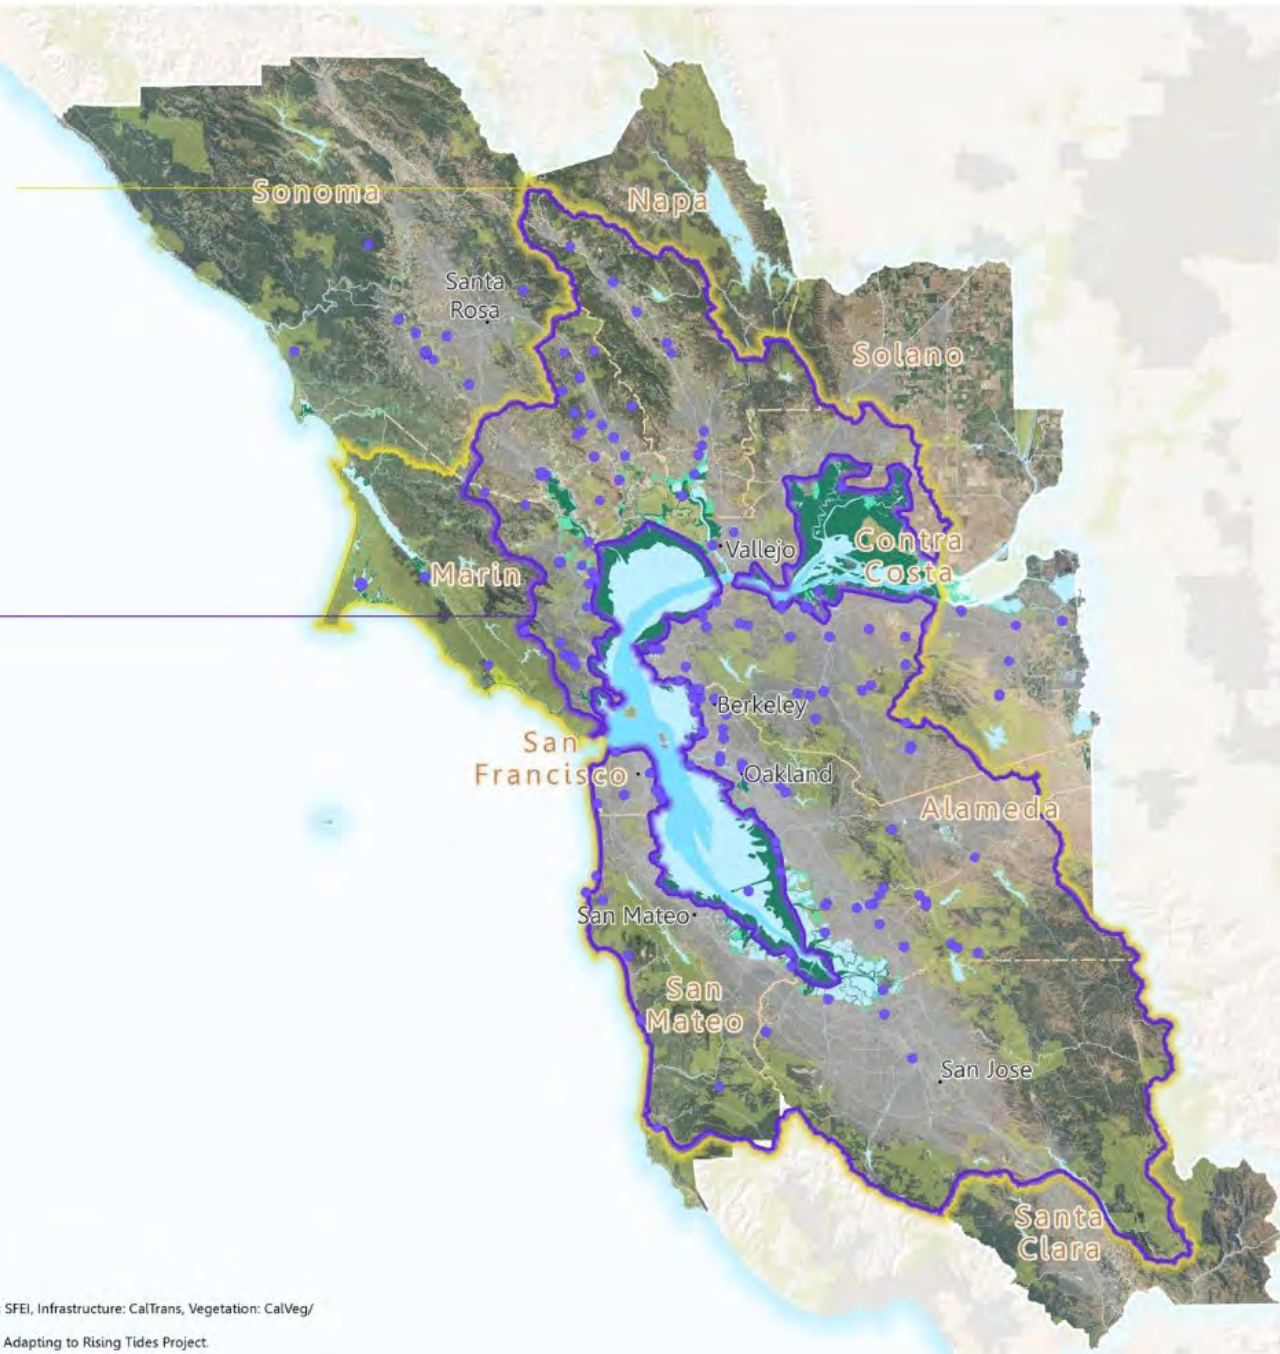 Sonoma
Napa
Santa
Rosa
Solano
Vallejo
Contra
Costa
Marin
Berkeley
San
Francisco
Oakland
Alameda
San Mateo
San
Mateo
San Jose
Santa
Clara
: SFEI, Infrastructure: CalTrans, Vegetation: CalVeg/
Adapting to Rising Tides Project.